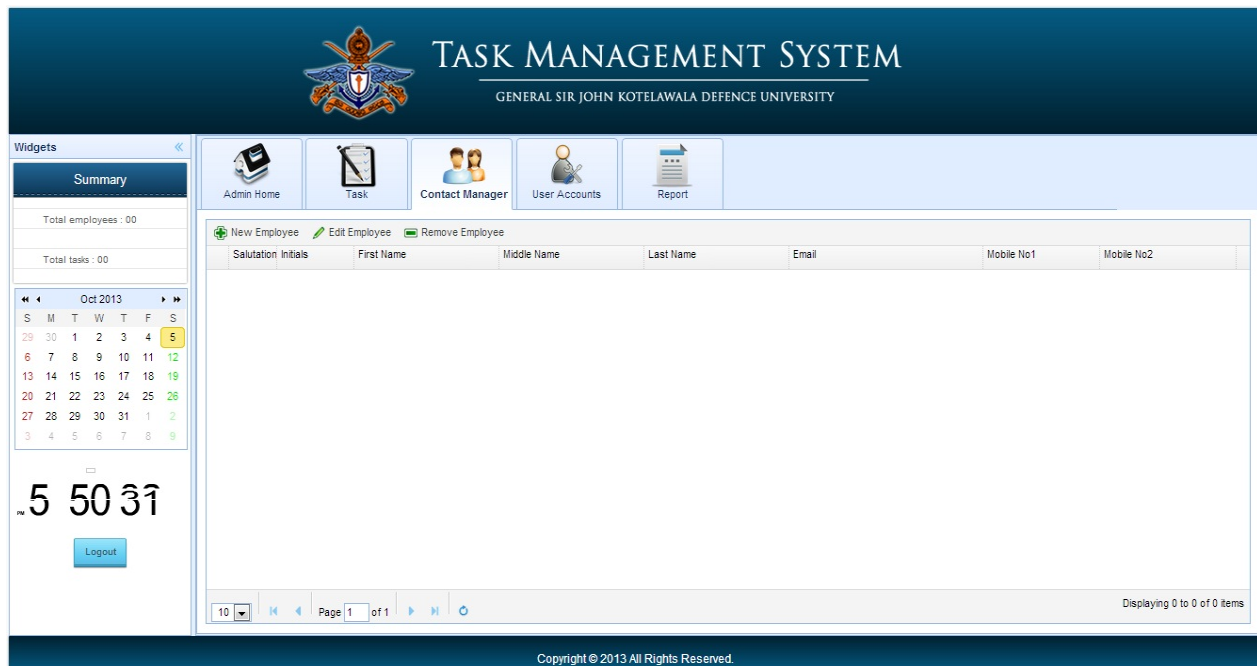 TASK MANAGEMENT SYSTEM
GENERAL SIR JOHN KOTELAWALA DEFENCE UNIVERSITY
Widgets
Summary
Total employees : 00
Total tasks : 00
Oct 2013
S M T W T F S
29 30 1 2 3 4 5
6 7 8 9 10 11 12
13 14 15 16 17 18 19
20 21 22 23 24 25 26
27 28 29 30 31 1 2
3 4 5 6 7 8 9
PM 5 50 31
Logout
Admin Home Task Contact Manager User Accounts Report
New Employee Edit Employee Remove Employee
Salutation Initials First Name Middle Name Last Name Email Mobile No1 Mobile No2
10 Page 1 of 1 Displaying 0 to 0 of 0 items
Copyright © 2013 All Rights Reserved.